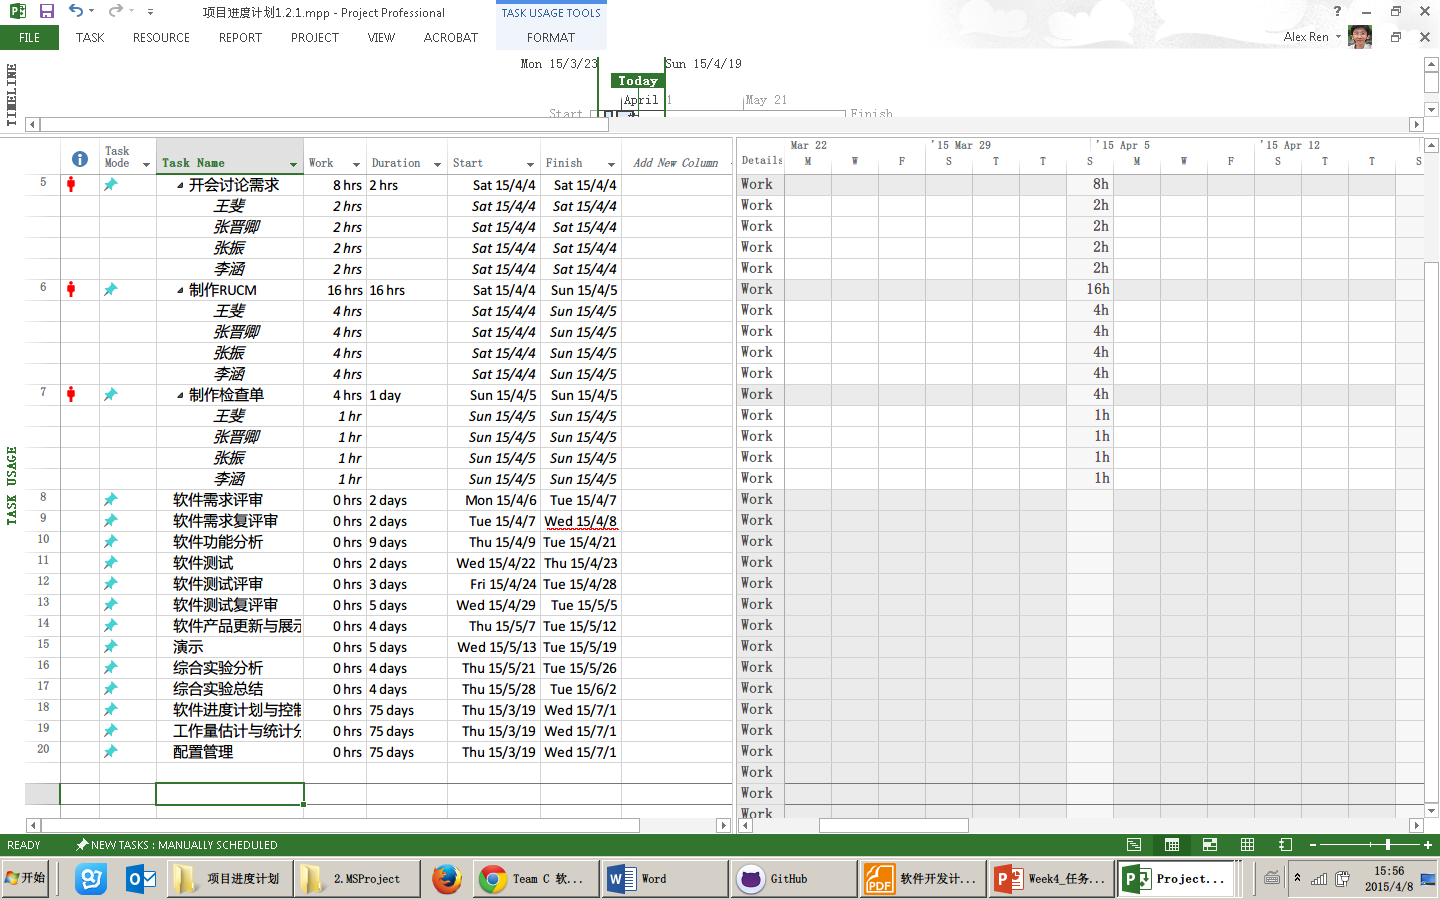 项目进度计划1.2.1.mpp - Project Professional
TASK USAGE TOOLS
FILE TASK RESOURCE REPORT PROJECT VIEW ACROBAT FORMAT
Alex Ren
TIMELINE
Mon 15/3/23 Sun 15/4/19
Today
April May 21
Start Finish
Task Mode Task Name Work Duration Start Finish Add New Column
Details Mar 22 '15 Mar 29 '15 Apr 5 '15 Apr 12
M W F S T T S M W F S T T S
TASK USAGE
5 开会讨论需求 8 hrs 2 hrs Sat 15/4/4 Sat 15/4/4 Work 8h
王斐 2 hrs Sat 15/4/4 Sat 15/4/4 Work 2h
张晋卿 2 hrs Sat 15/4/4 Sat 15/4/4 Work 2h
张振 2 hrs Sat 15/4/4 Sat 15/4/4 Work 2h
李涵 2 hrs Sat 15/4/4 Sat 15/4/4 Work 2h
6 制作RUCM 16 hrs 16 hrs Sat 15/4/4 Sun 15/4/5 Work 16h
王斐 4 hrs Sat 15/4/4 Sun 15/4/5 Work 4h
张晋卿 4 hrs Sat 15/4/4 Sun 15/4/5 Work 4h
张振 4 hrs Sat 15/4/4 Sun 15/4/5 Work 4h
李涵 4 hrs Sat 15/4/4 Sun 15/4/5 Work 4h
7 制作检查单 4 hrs 1 day Sun 15/4/5 Sun 15/4/5 Work 4h
王斐 1 hr Sun 15/4/5 Sun 15/4/5 Work 1h
张晋卿 1 hr Sun 15/4/5 Sun 15/4/5 Work 1h
张振 1 hr Sun 15/4/5 Sun 15/4/5 Work 1h
李涵 1 hr Sun 15/4/5 Sun 15/4/5 Work 1h
8 软件需求评审 0 hrs 2 days Mon 15/4/6 Tue 15/4/7 Work
9 软件需求复评审 0 hrs 2 days Tue 15/4/7 Wed 15/4/8 Work
10 软件功能分析 0 hrs 9 days Thu 15/4/9 Tue 15/4/21 Work
11 软件测试 0 hrs 2 days Wed 15/4/22 Thu 15/4/23 Work
12 软件测试评审 0 hrs 3 days Fri 15/4/24 Tue 15/4/28 Work
13 软件测试复评审 0 hrs 5 days Wed 15/4/29 Tue 15/5/5 Work
14 软件产品更新与展示 0 hrs 4 days Thu 15/5/7 Tue 15/5/12 Work
15 演示 0 hrs 5 days Wed 15/5/13 Tue 15/5/19 Work
16 综合实验分析 0 hrs 4 days Thu 15/5/21 Tue 15/5/26 Work
17 综合实验总结 0 hrs 4 days Thu 15/5/28 Tue 15/6/2 Work
18 软件进度计划与控制 0 hrs 75 days Thu 15/3/19 Wed 15/7/1 Work
19 工作量估计与统计分 0 hrs 75 days Thu 15/3/19 Wed 15/7/1 Work
20 配置管理 0 hrs 75 days Thu 15/3/19 Wed 15/7/1 Work
Work
Work
Work
READY NEW TASKS : MANUALLY SCHEDULED
开始 项目进度计划 2.MSProject Team C 软... Word GitHub 软件开发计... Week4_任务... Project... 15:56
2015/4/8